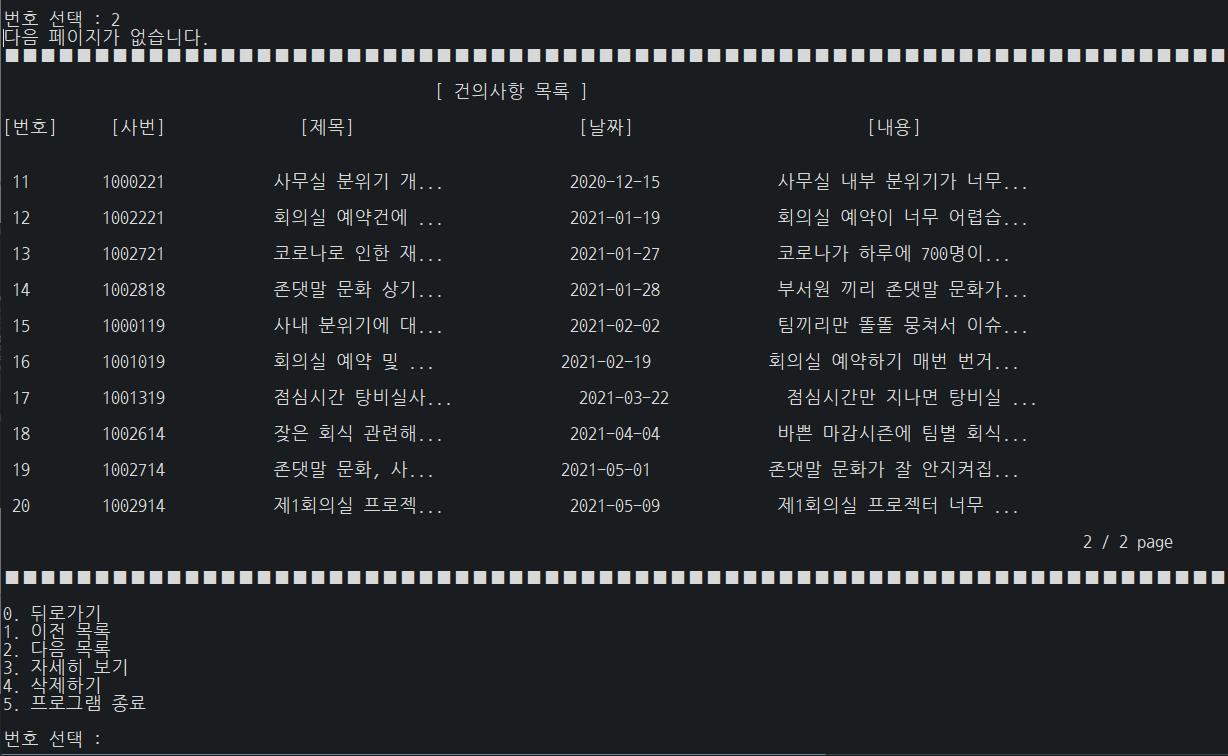 번호 선택 : 2
다음 페이지가 없습니다.
■■■■■■■■■■■■■■■■■■■■■■■■■■■■■■■■■■■■■■■■■■■■■■■■■■■■■■■■■■■■■■■■■■■■
[ 건의사항 목록 ]
[번호] [사번] [제목] [날짜] [내용]
11 1000221 사무실 분위기 개... 2020-12-15 사무실 내부 분위기가 너무...
12 1002221 회의실 예약건에 ... 2021-01-19 회의실 예약이 너무 어렵습...
13 1002721 코로나로 인한 재... 2021-01-27 코로나가 하루에 700명이...
14 1002818 존댓말 문화 상기... 2021-01-28 부서원 끼리 존댓말 문화가...
15 1000119 사내 분위기에 대... 2021-02-02 팀끼리만 똘똘 뭉쳐서 이슈...
16 1001019 회의실 예약 및 ... 2021-02-19 회의실 예약하기 매번 번거...
17 1001319 점심시간 탕비실사... 2021-03-22 점심시간만 지나면 탕비실 ...
18 1002614 잦은 회식 관련해... 2021-04-04 바쁜 마감시즌에 팀별 회식...
19 1002714 존댓말 문화, 사... 2021-05-01 존댓말 문화가 잘 안지켜집...
20 1002914 제1회의실 프로젝... 2021-05-09 제1회의실 프로젝터 너무 ...
2 / 2 page
■■■■■■■■■■■■■■■■■■■■■■■■■■■■■■■■■■■■■■■■■■■■■■■■■■■■■■■■■■■■■■■■■■■■
0. 뒤로가기
1. 이전 목록
2. 다음 목록
3. 자세히 보기
4. 삭제하기
5. 프로그램 종료
번호 선택 :